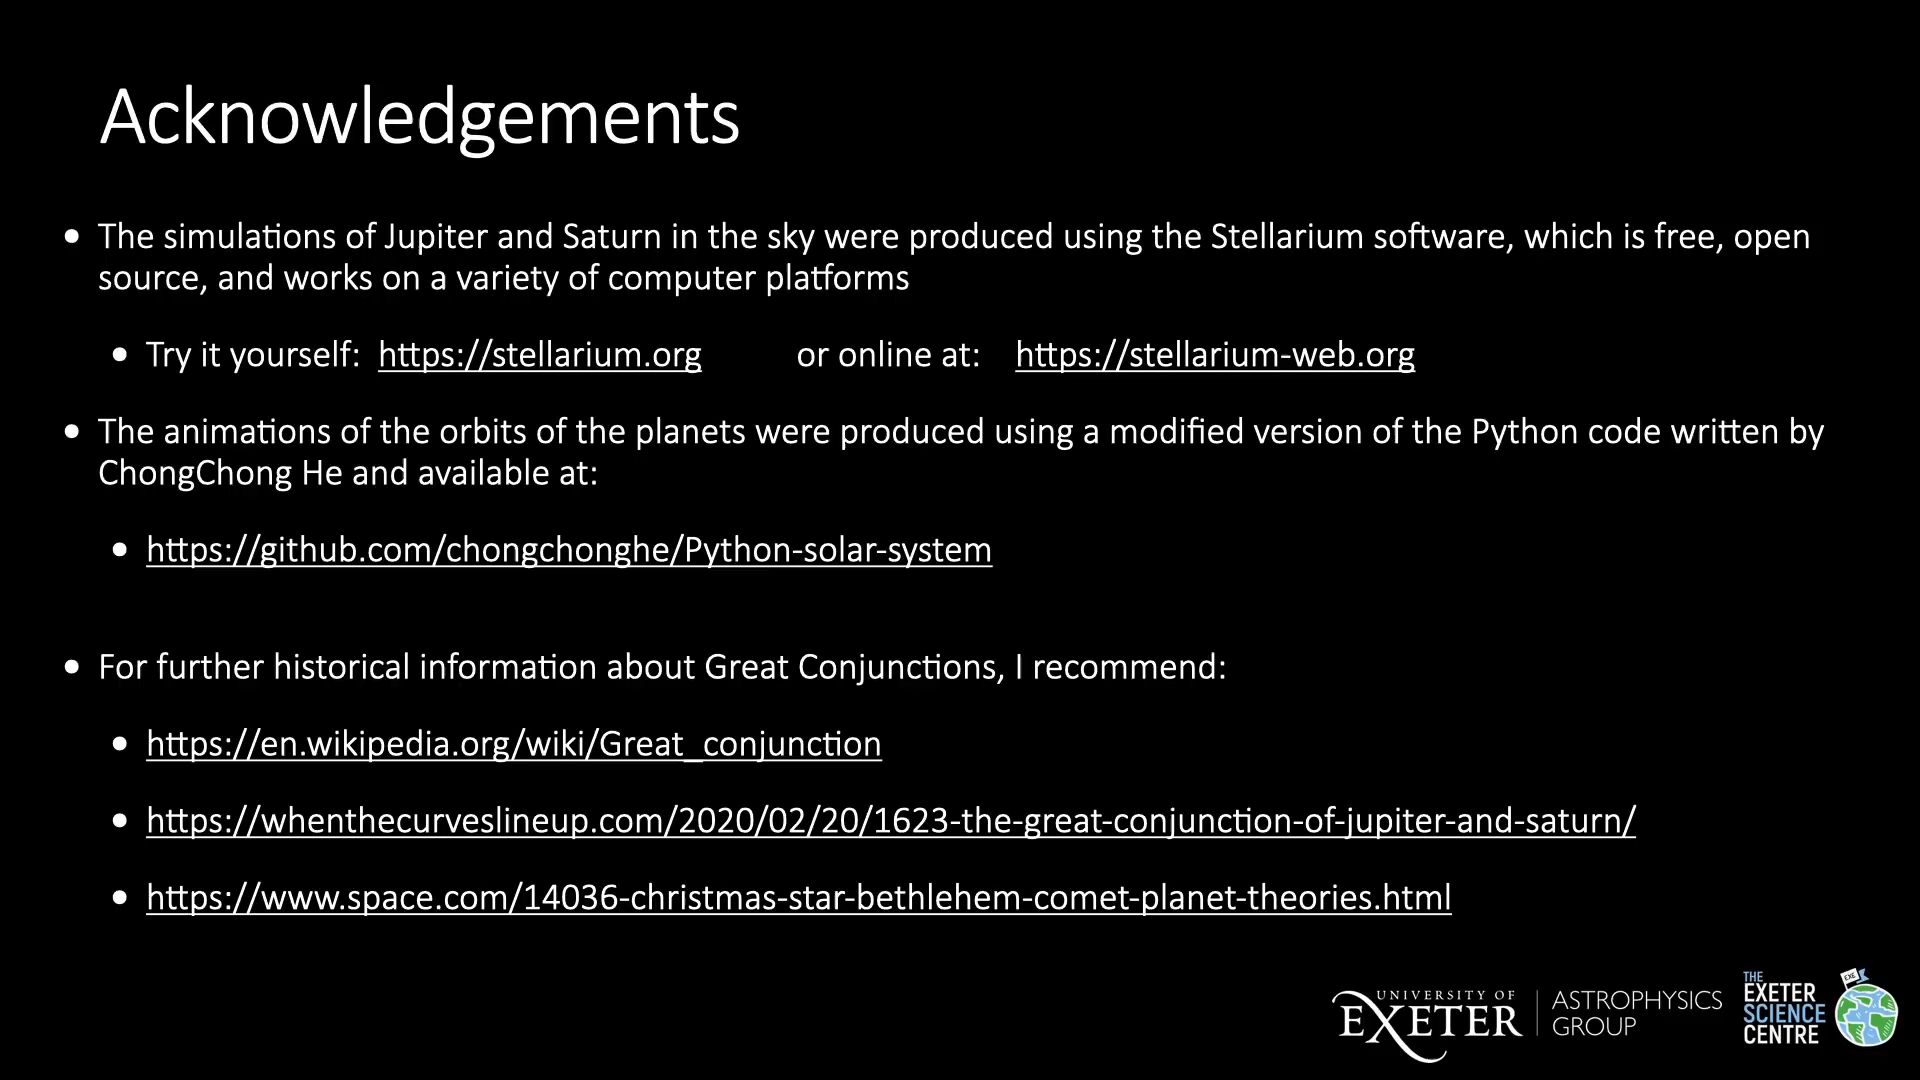 Acknowledgements
• The simulations of Jupiter and Saturn in the sky were produced using the Stellarium software, which is free, open
source, and works on a variety of computer platforms
• Try it yourself: https://stellarium.org or online at: https://stellarium-web.org
• The animations of the orbits of the planets were produced using a modified version of the Python code written by
ChongChong He and available at:
• https://github.com/chongchonghe/Python-solar-system
• For further historical information about Great Conjunctions, I recommend:
• https://en.wikipedia.org/wiki/Great_conjunction
• https://whenthecurveslineup.com/2020/02/20/1623-the-great-conjunction-of-jupiter-and-saturn/
• https://www.space.com/14036-christmas-star-bethlehem-comet-planet-theories.html
UNIVERSITY OF
EXETER
ASTROPHYSICS
GROUP
THE
EXETER
SCIENCE
CENTRE
EXE